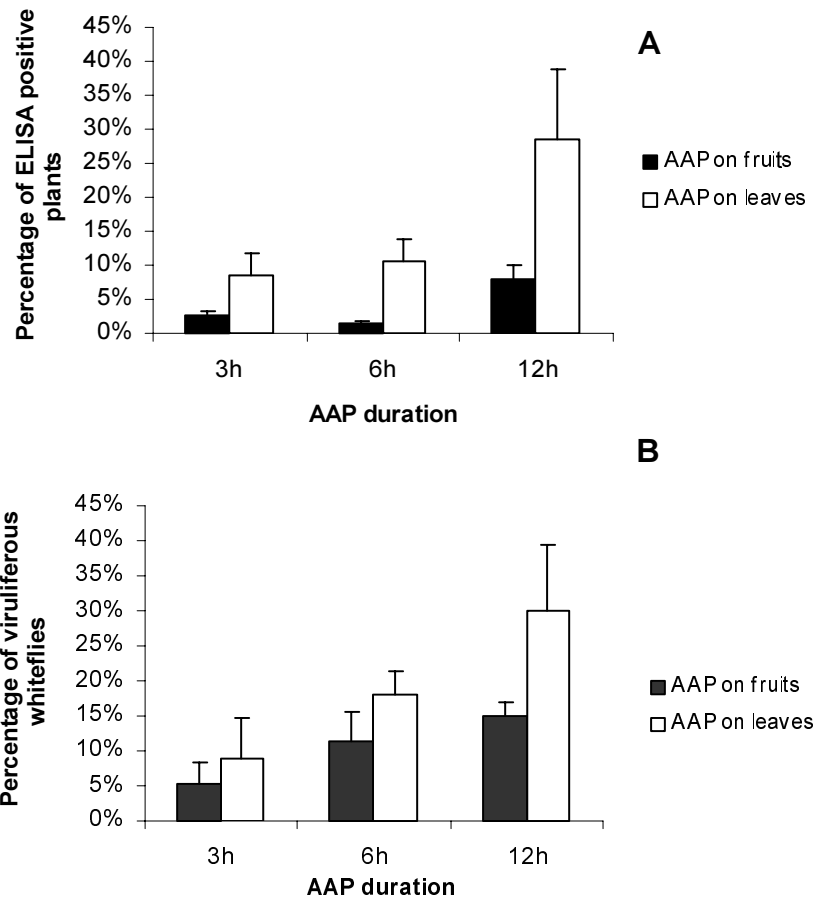 A
Percentage of ELISA positive
plants
45%
40%
35%
30%
25%
20%
15%
10%
5%
0%
AAP on fruits
AAP on leaves
3h 6h 12h
AAP duration
B
Percentage of viruliferous
whiteflies
45%
40%
35%
30%
25%
20%
15%
10%
5%
0%
AAP on fruits
AAP on leaves
3h 6h 12h
AAP duration